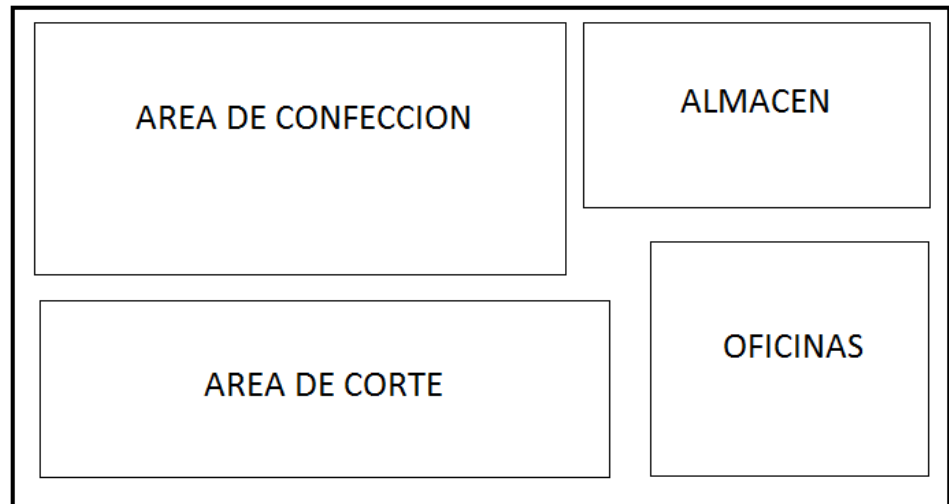 AREA DE CONFECCION
ALMACEN
AREA DE CORTE
OFICINAS